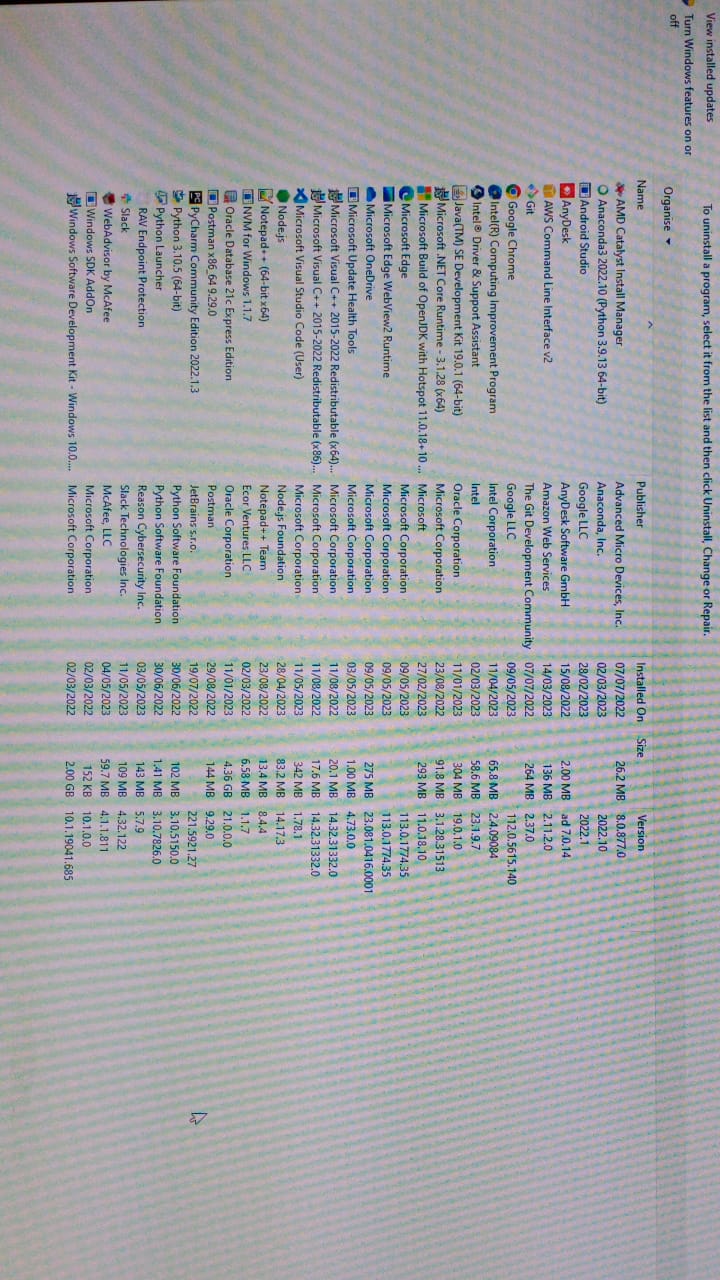 View installed updates
Turn Windows features on or
off
To uninstall a program, select it from the list and then click Uninstall, Change or Repair.
Organise
Name Publisher Installed On Size Version
AMD Catalyst Install Manager Advanced Micro Devices, Inc. 07/07/2022 26.2 MB 8.0.877.0
Anaconda3 2022.10 (Python 3.9.13 64-bit) Anaconda, Inc. 02/03/2023 2022.10
Android Studio Google LLC 28/02/2023 2022.1
AnyDesk AnyDesk Software GmbH 15/08/2022 2.00 MB ad 7.0.14
AWS Command Line Interface v2 Amazon Web Services 14/03/2023 136 MB 2.11.2.0
Git The Git Development Community 07/07/2022 264 MB 2.37.0
Google Chrome Google LLC 09/05/2023 112.0.5615.140
Intel(R) Computing Improvement Program Intel Corporation 11/04/2023 65.8 MB 2.4.09084
Intel® Driver & Support Assistant Intel 02/03/2023 58.6 MB 23.1.9.7
Java(TM) SE Development Kit 19.0.1 (64-bit) Oracle Corporation 11/01/2023 304 MB 19.0.1.0
Microsoft .NET Core Runtime - 3.1.28 (x64) Microsoft Corporation 23/08/2022 91.8 MB 3.1.28.31513
Microsoft Build of OpenJDK with Hotspot 11.0.18+10 ... Microsoft 27/02/2023 293 MB 11.0.18.10
Microsoft Edge Microsoft Corporation 09/05/2023 113.0.1774.35
Microsoft Edge WebView2 Runtime Microsoft Corporation 09/05/2023 113.0.1774.35
Microsoft OneDrive Microsoft Corporation 09/05/2023 275 MB 23.081.0416.0001
Microsoft Update Health Tools Microsoft Corporation 03/05/2023 1.00 MB 4.73.0.0
Microsoft Visual C++ 2015-2022 Redistributable (x64)... Microsoft Corporation 11/08/2022 20.1 MB 14.32.31332.0
Microsoft Visual C++ 2015-2022 Redistributable (x86)... Microsoft Corporation 11/08/2022 17.6 MB 14.32.31332.0
Microsoft Visual Studio Code (User) Microsoft Corporation 11/05/2023 342 MB 1.78.1
Node.js Node.js Foundation 28/04/2023 83.2 MB 14.17.3
Notepad++ (64-bit x64) Notepad++ Team 23/08/2022 13.4 MB 8.4.4
NVM for Windows 1.1.7 Ecor Ventures LLC 02/03/2022 6.58 MB 1.1.7
Oracle Database 21c Express Edition Oracle Corporation 11/01/2023 4.36 GB 21.0.0.0
Postman x86_64 9.29.0 Postman 29/08/2022 144 MB 9.29.0
PyCharm Community Edition 2022.1.3 JetBrains s.r.o. 19/07/2022 221.5921.27
Python 3.10.5 (64-bit) Python Software Foundation 30/06/2022 102 MB 3.10.5150.0
Python Launcher Python Software Foundation 30/06/2022 1.41 MB 3.10.7826.0
RAV Endpoint Protection Reason Cybersecurity Inc. 03/05/2023 143 MB 5.7.9
Slack Slack Technologies Inc. 11/05/2023 109 MB 4.32.122
WebAdvisor by McAfee McAfee, LLC 04/05/2023 59.7 MB 4.1.1.811
Windows SDK AddOn Microsoft Corporation 02/03/2022 152 KB 10.1.0.0
Windows Software Development Kit - Windows 10.0.... Microsoft Corporation 02/03/2022 2.00 GB 10.1.19041.685